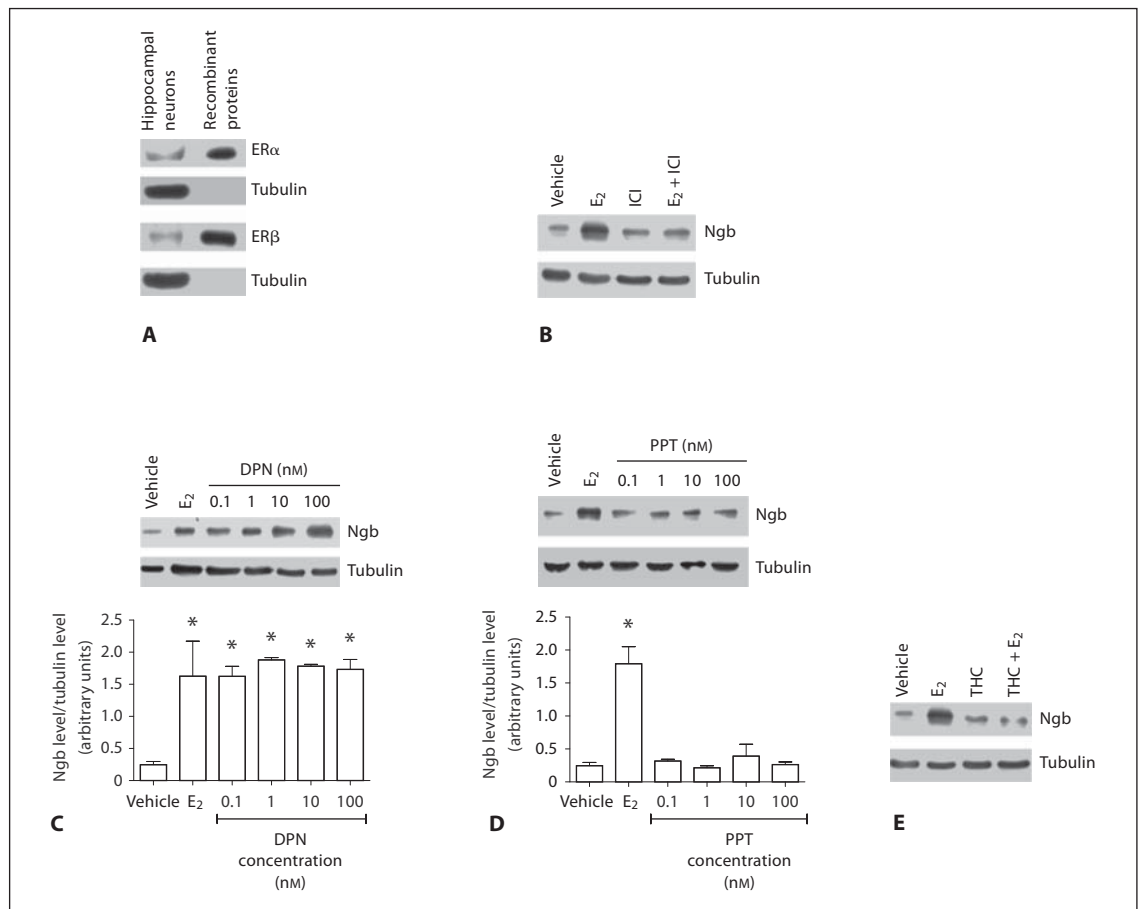 Hippocampal
neurons
Recombinant
proteins
ERα
Tubulin
ERβ
Tubulin
A
Vehicle
E₂
ICI
E₂ + ICI
Ngb
Tubulin
B
Vehicle
E₂
DPN (nM)
0.1 1 10 100
Ngb
Tubulin
Ngb level/tubulin level
(arbitrary units)
2.5
2.0
1.5
1.0
0.5
0
* * * * *
Vehicle E₂ 0.1 1 10 100
DPN
concentration
(nM)
C
Vehicle
E₂
PPT (nM)
0.1 1 10 100
Ngb
Tubulin
Ngb level/tubulin level
(arbitrary units)
2.5
2.0
1.5
1.0
0.5
0
*
Vehicle E₂ 0.1 1 10 100
PPT
concentration
(nM)
D
Vehicle
E₂
THC
THC + E₂
Ngb
Tubulin
E